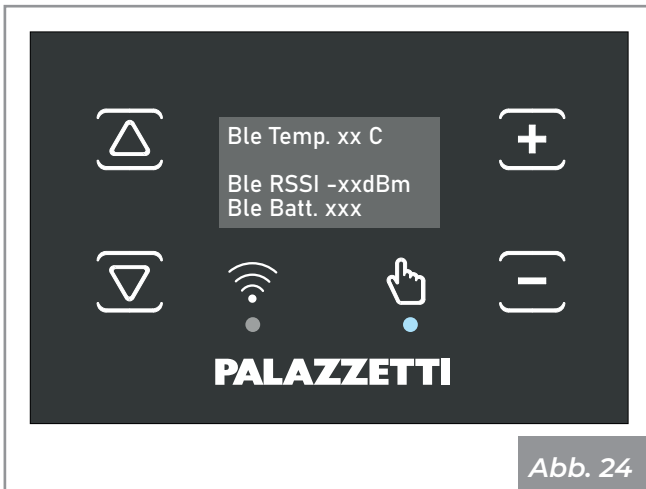 Ble Temp. xx C
Ble RSSI -xxdBm
Ble Batt. xxx
PALAZZETTI
Abb. 24